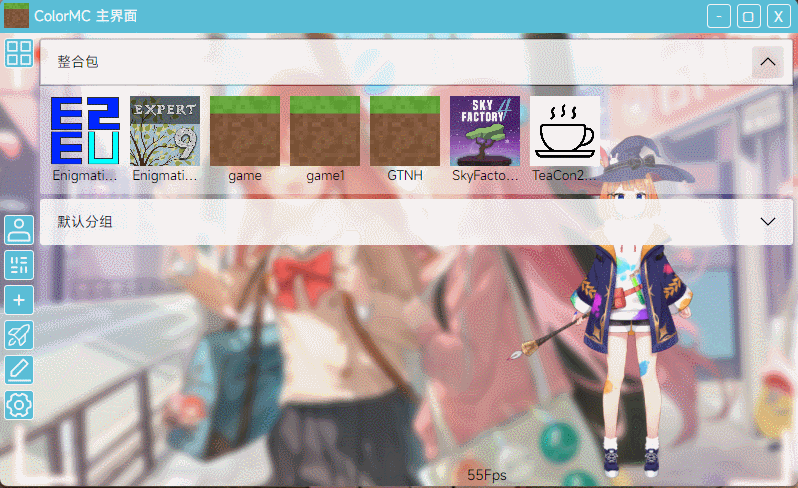 ColorMC 主界面
整合包
E2
EU
Enigmati...
EXPERT
9
Enigmati...
game
game1
GTNH
SKY
FACTORY
4
SkyFacto...
TeaCon2...
默认分组
55Fps